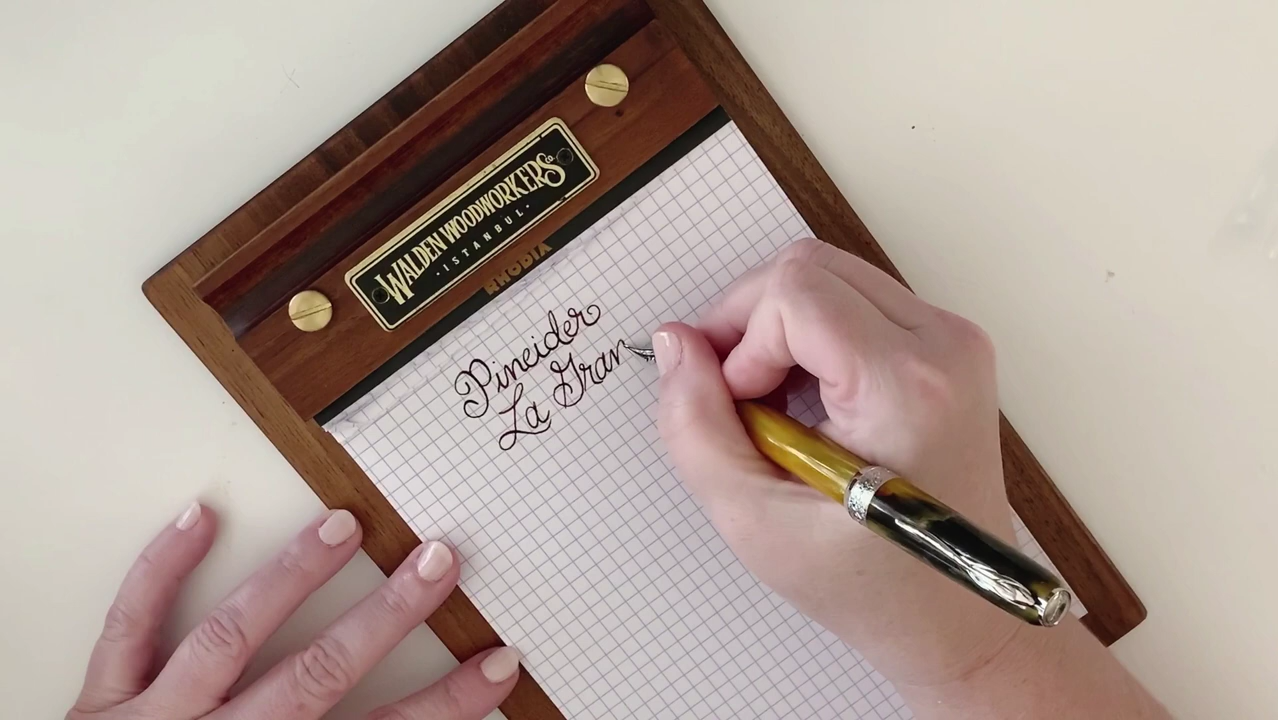 WALDEN WOODWORKERS Co.
·ISTANBUL·
RHODIA
Pineider
La Gran